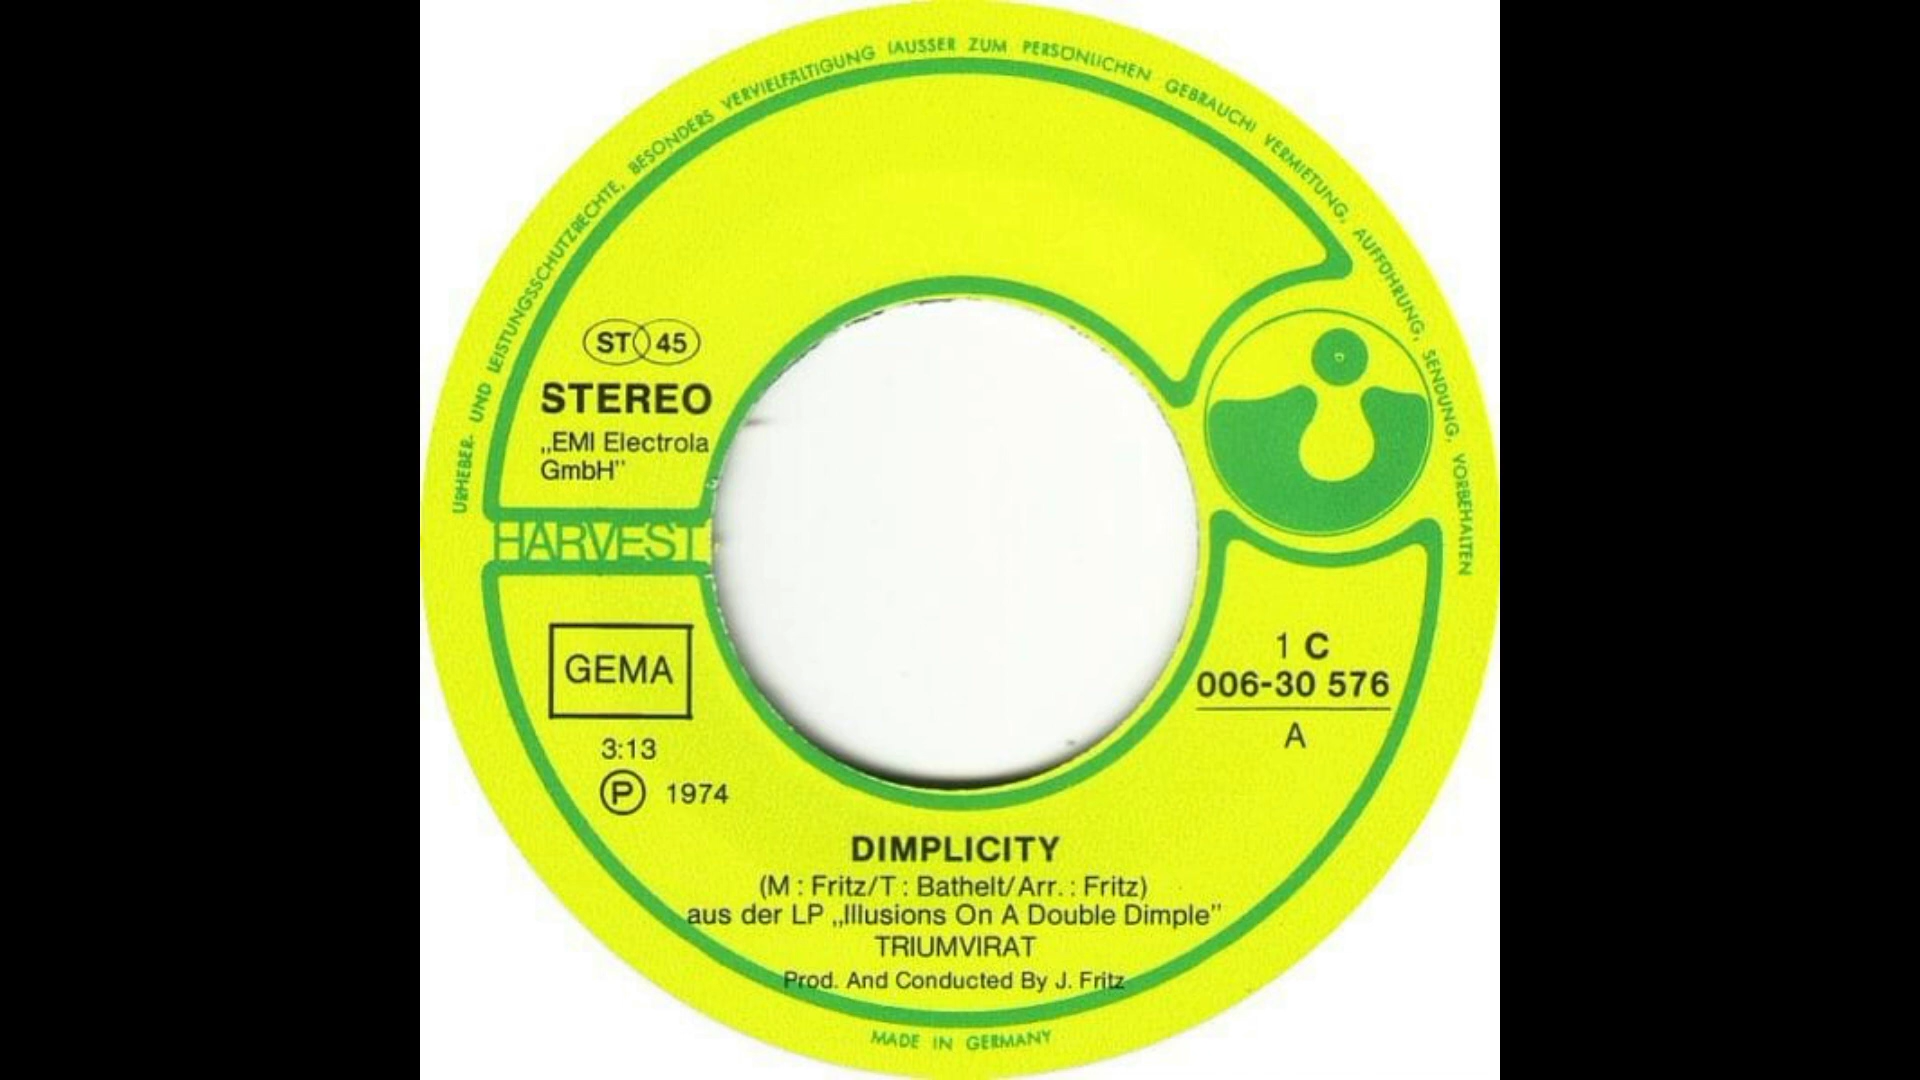 URHEBER- UND LEISTUNGSSCHUTZRECHTE, BESONDERS VERVIELFÄLTIGUNG (AUSSER ZUM PERSÖNLICHEN GEBRAUCH) VERMIETUNG, AUFFÜHRUNG, SENDUNG, VORBEHALTEN
ST 45
STEREO
„EMI Electrola
GmbH”
HARVEST
GEMA
3:13
Ⓟ 1974
1 C
006-30 576
A
DIMPLICITY
(M : Fritz/T : Bathelt/Arr. : Fritz)
aus der LP „Illusions On A Double Dimple”
TRIUMVIRAT
Prod. And Conducted By J. Fritz
MADE IN GERMANY